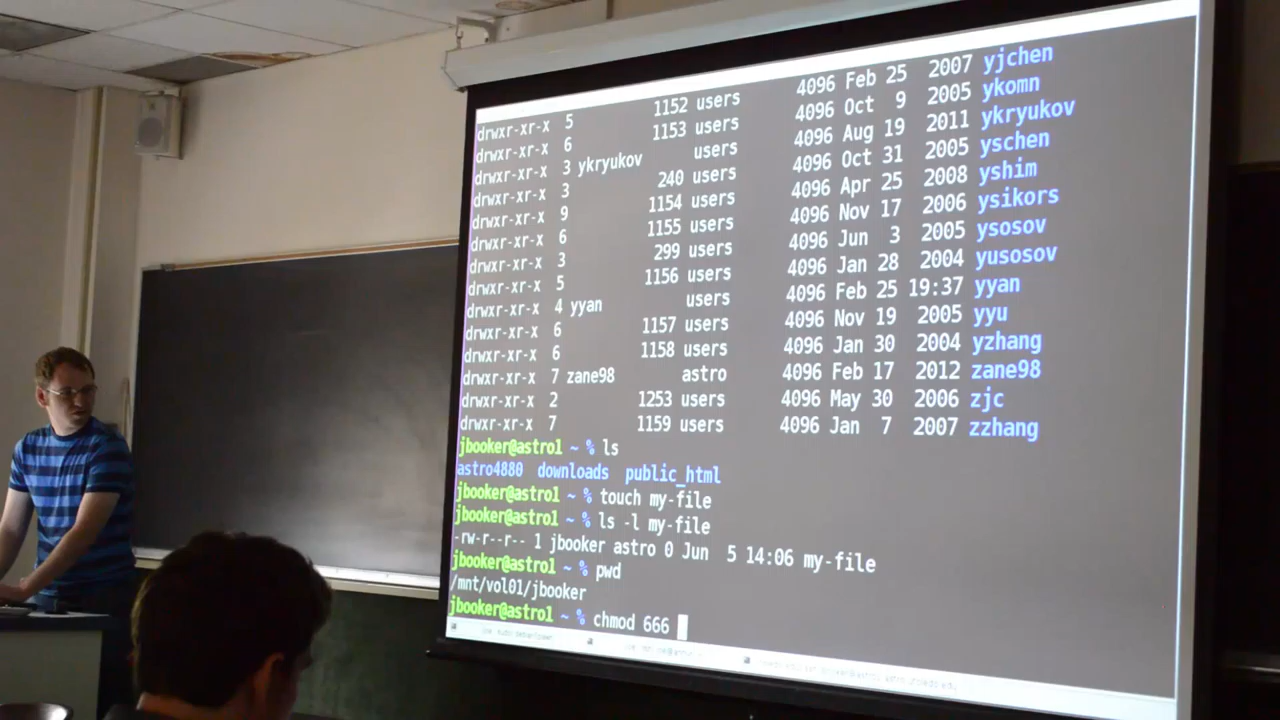 drwxr-xr-x 5 1152 users 4096 Feb 25 2007 yjchen
drwxr-xr-x 6 1153 users 4096 Oct 9 2005 ykomn
drwxr-xr-x 3 ykryukov users 4096 Aug 19 2011 ykryukov
drwxr-xr-x 3 240 users 4096 Oct 31 2005 yschen
drwxr-xr-x 9 1154 users 4096 Apr 25 2008 yshim
drwxr-xr-x 6 1155 users 4096 Nov 17 2006 ysikors
drwxr-xr-x 3 299 users 4096 Jun 3 2005 ysosov
drwxr-xr-x 5 1156 users 4096 Jan 28 2004 yusosov
drwxr-xr-x 4 yyan users 4096 Feb 25 19:37 yyan
drwxr-xr-x 6 1157 users 4096 Nov 19 2005 yyu
drwxr-xr-x 6 1158 users 4096 Jan 30 2004 yzhang
drwxr-xr-x 7 zane98 astro 4096 Feb 17 2012 zane98
drwxr-xr-x 2 1253 users 4096 May 30 2006 zjc
drwxr-xr-x 7 1159 users 4096 Jan 7 2007 zzhang
jbooker@astro1 ~ % ls
astro4880 downloads public_html
jbooker@astro1 ~ % touch my-file
jbooker@astro1 ~ % ls -l my-file
-rw-r--r-- 1 jbooker astro 0 Jun 5 14:06 my-file
jbooker@astro1 ~ % pwd
/mnt/vol01/jbooker
jbooker@astro1 ~ % chmod 666